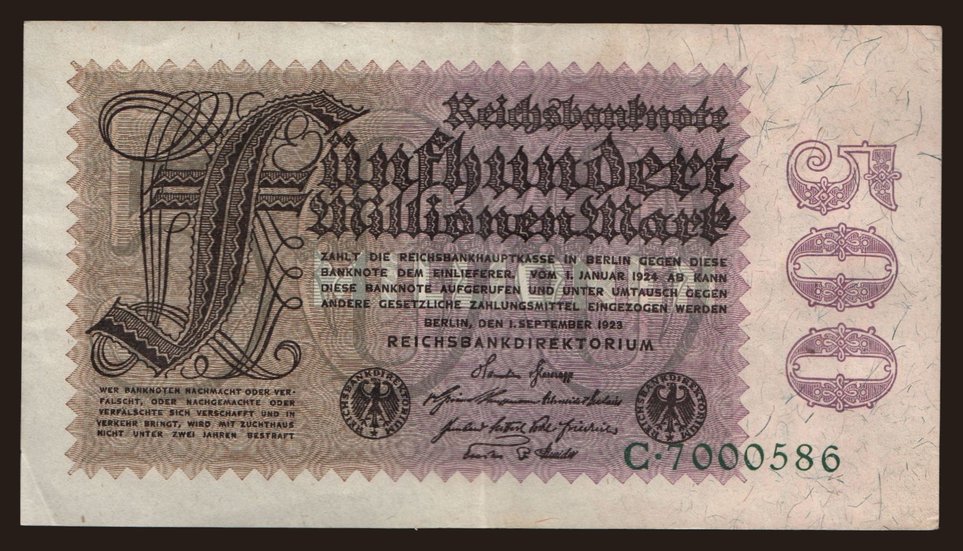 Reichsbanknote
Fünfhundert
Millionen Mark
ZAHLT DIE REICHSBANKHAUPTKASSE IN BERLIN GEGEN DIESE
BANKNOTE DEM EINLIEFERER. VOM 1. JANUAR 1924 AB KANN
DIESE BANKNOTE AUFGERUFEN UND UNTER UMTAUSCH GEGEN
ANDERE GESETZLICHE ZAHLUNGSMITTEL EINGEZOGEN WERDEN
BERLIN, DEN 1. SEPTEMBER 1923
REICHSBANKDIREKTORIUM
WER BANKNOTEN NACHMACHT ODER VER-
FÄLSCHT, ODER NACHGEMACHTE ODER
VERFÄLSCHTE SICH VERSCHAFFT UND IN
VERKEHR BRINGT, WIRD MIT ZUCHTHAUS
NICHT UNTER ZWEI JAHREN BESTRAFT
REICHSBANKDIREKTORIUM
REICHSBANKDIREKTORIUM
C·7000586
500